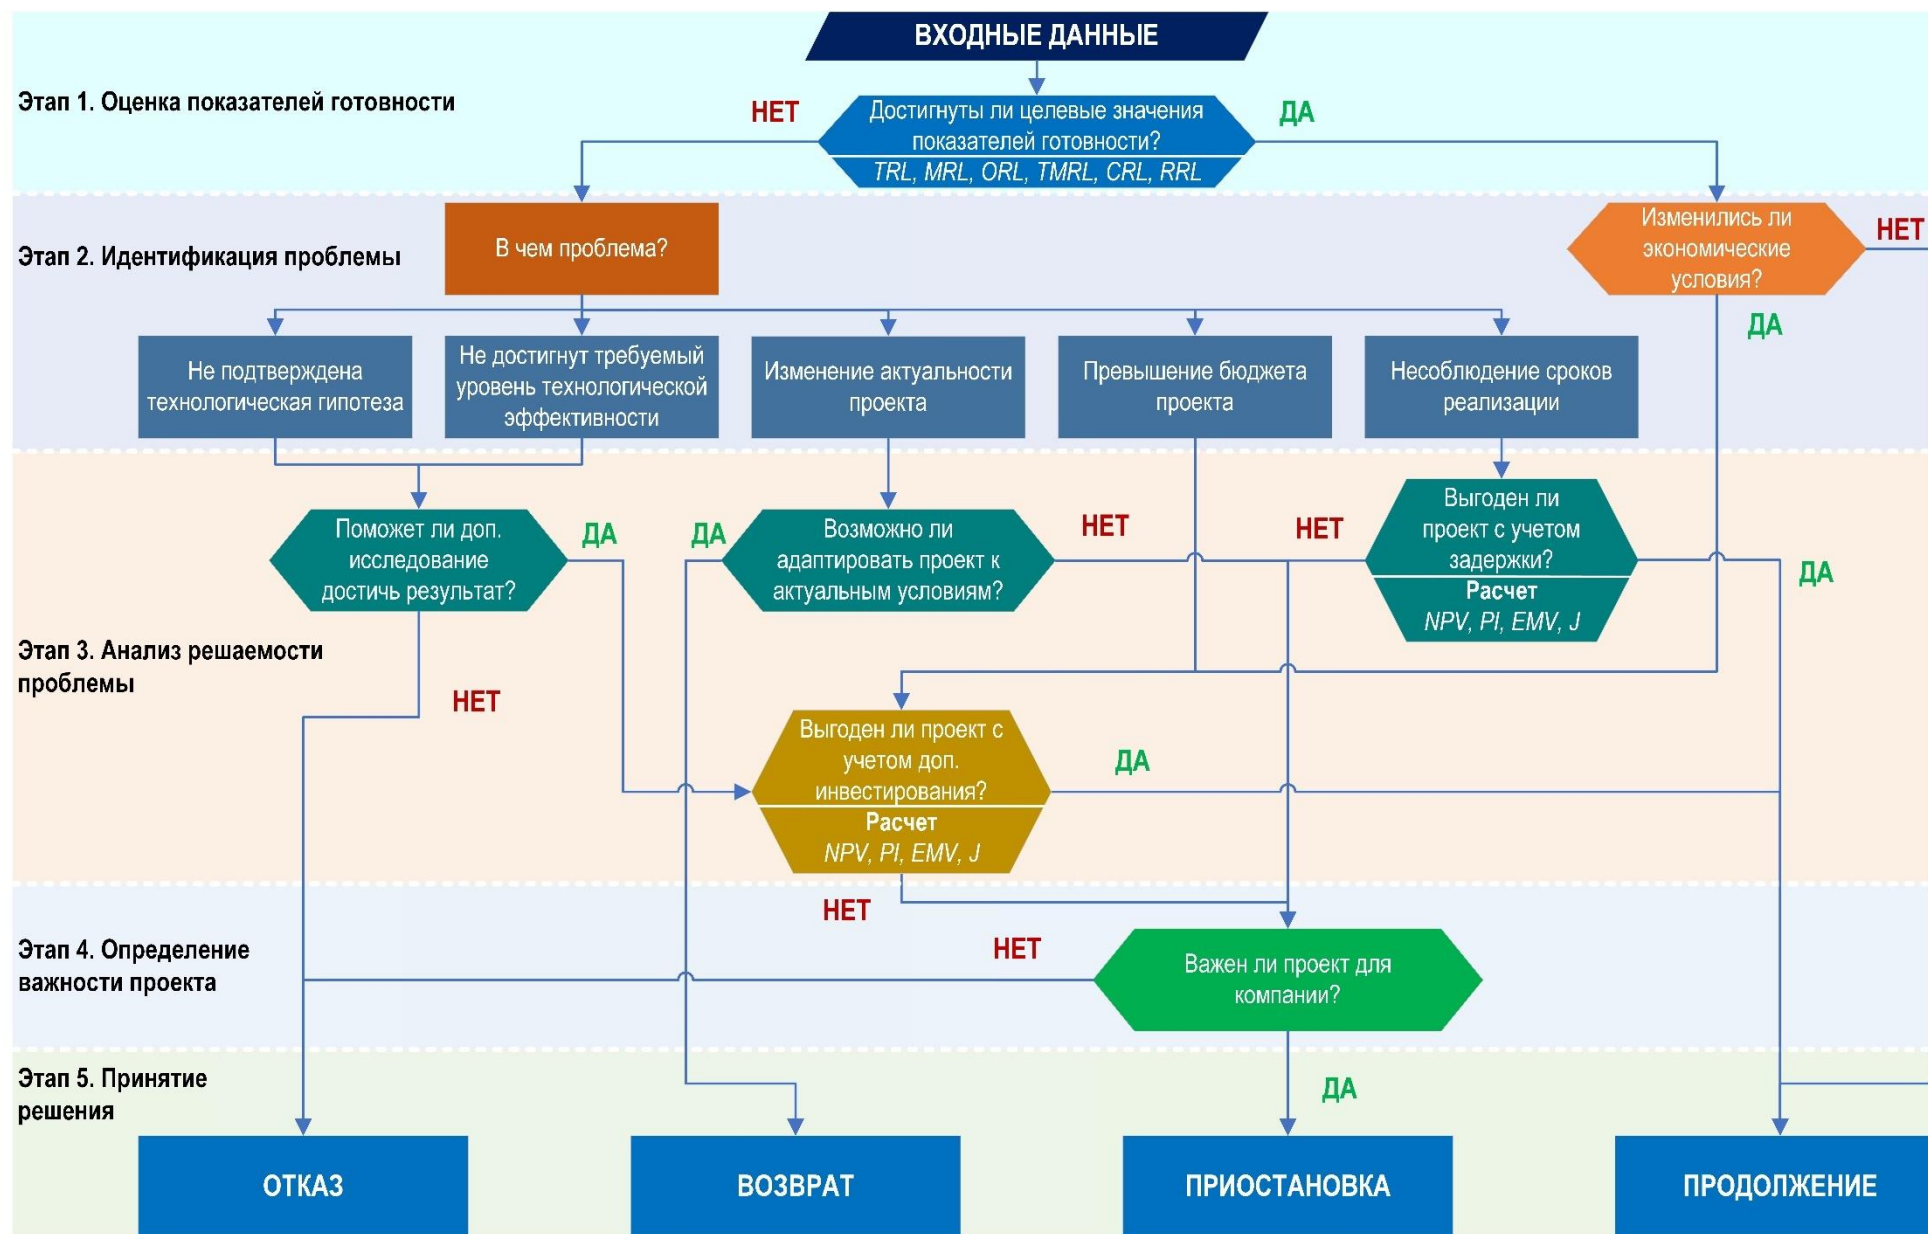 ВХОДНЫЕ ДАННЫЕ
Этап 1. Оценка показателей готовности
НЕТ
Достигнуты ли целевые значения
показателей готовности?
TRL, MRL, ORL, TMRL, CRL, RRL
ДА
Этап 2. Идентификация проблемы
В чем проблема?
Изменились ли
экономические
условия?
НЕТ
ДА
Не подтверждена
технологическая гипотеза
Не достигнут требуемый
уровень технологической
эффективности
Изменение актуальности
проекта
Превышение бюджета
проекта
Несоблюдение сроков
реализации
Этап 3. Анализ решаемости
проблемы
Поможет ли доп.
исследование
достичь результат?
ДА
НЕТ
ДА
Возможно ли
адаптировать проект к
актуальным условиям?
НЕТ
НЕТ
Выгоден ли
проект с учетом
задержки?
Расчет
NPV, PI, EMV, J
ДА
Выгоден ли проект с
учетом доп.
инвестирования?
Расчет
NPV, PI, EMV, J
ДА
НЕТ
Этап 4. Определение
важности проекта
НЕТ
Важен ли проект для
компании?
ДА
Этап 5. Принятие
решения
ОТКАЗ
ВОЗВРАТ
ПРИОСТАНОВКА
ПРОДОЛЖЕНИЕ